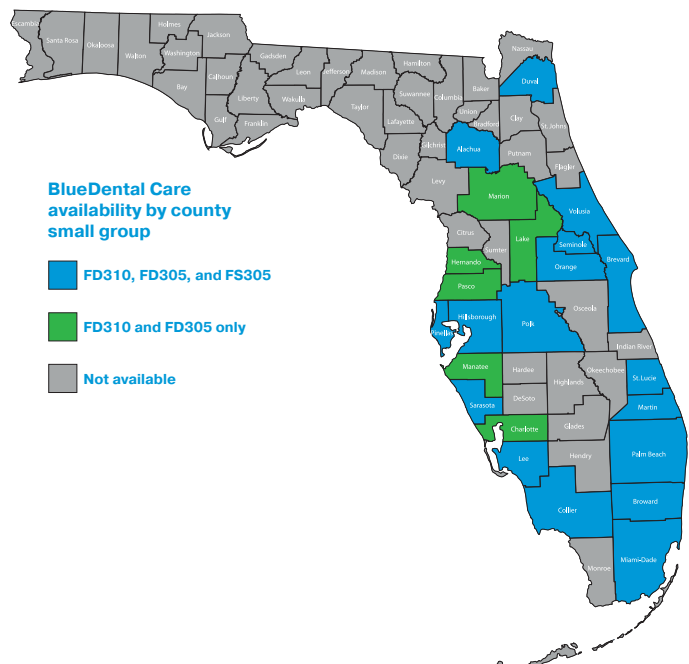 Escambia
Santa Rosa
Okaloosa
Walton
Holmes
Washington
Jackson
Bay
Calhoun
Gulf
Liberty
Gadsden
Franklin
Leon
Wakulla
Jefferson
Madison
Taylor
Hamilton
Suwannee
Lafayette
Dixie
Columbia
Gilchrist
Baker
Union
Bradford
Nassau
Duval
Clay
St. Johns
Alachua
Putnam
Flagler
Levy
Marion
Volusia
BlueDental Care
availability by county
small group
FD310, FD305, and FS305
FD310 and FD305 only
Not available
Citrus
Sumter
Lake
Seminole
Orange
Brevard
Hernando
Pasco
Pinellas
Hillsborough
Polk
Osceola
Indian River
Manatee
Hardee
Highlands
Okeechobee
St. Lucie
Sarasota
DeSoto
Martin
Charlotte
Glades
Lee
Hendry
Palm Beach
Collier
Broward
Monroe
Miami-Dade